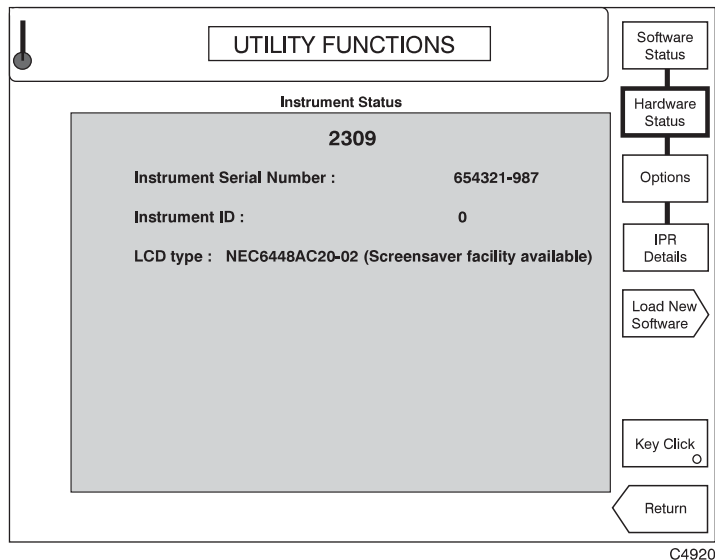 UTILITY FUNCTIONS
Instrument Status
2309
Instrument Serial Number : 654321-987
Instrument ID : 0
LCD type : NEC6448AC20-02 (Screensaver facility available)
Software
Status
Hardware
Status
Options
IPR
Details
Load New
Software
Key Click
Return
C4920